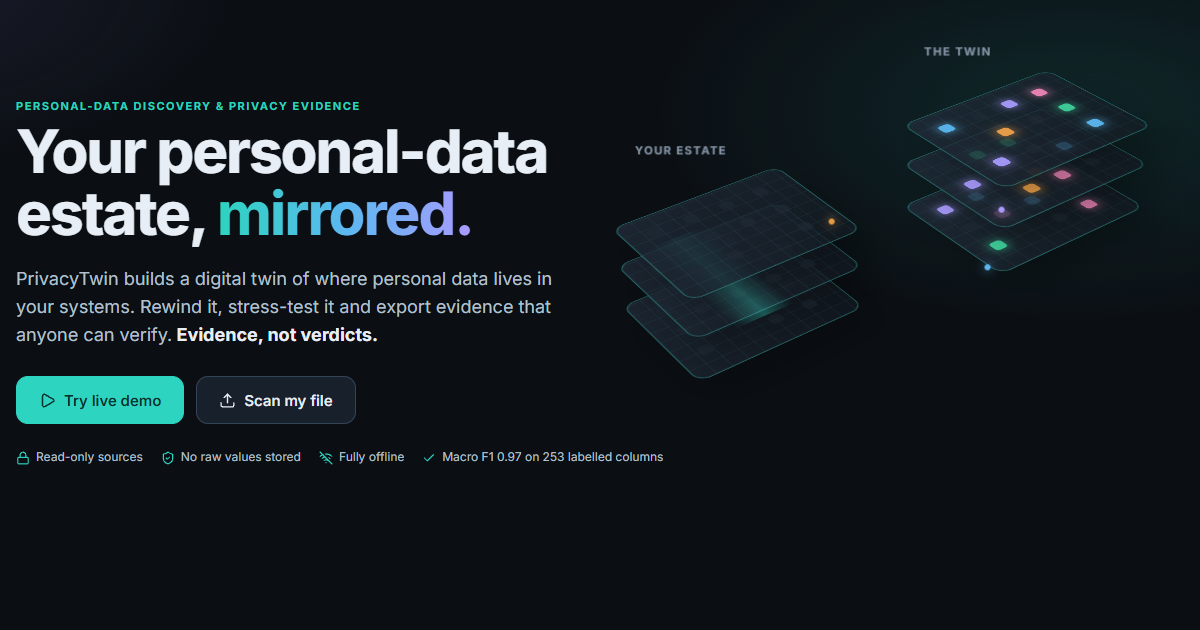 THE TWIN
PERSONAL-DATA DISCOVERY & PRIVACY EVIDENCE
Your personal-data
estate, mirrored.
YOUR ESTATE
PrivacyTwin builds a digital twin of where personal data lives in
your systems. Rewind it, stress-test it and export evidence that
anyone can verify. Evidence, not verdicts.
Try live demo
Scan my file
Read-only sources
No raw values stored
Fully offline
Macro F1 0.97 on 253 labelled columns